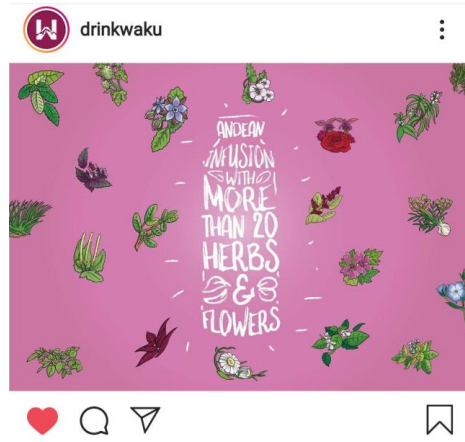 drinkwaku
ANDEAN
INFUSION
WITH
MORE
THAN 20
HERBS
&
FLOWERS